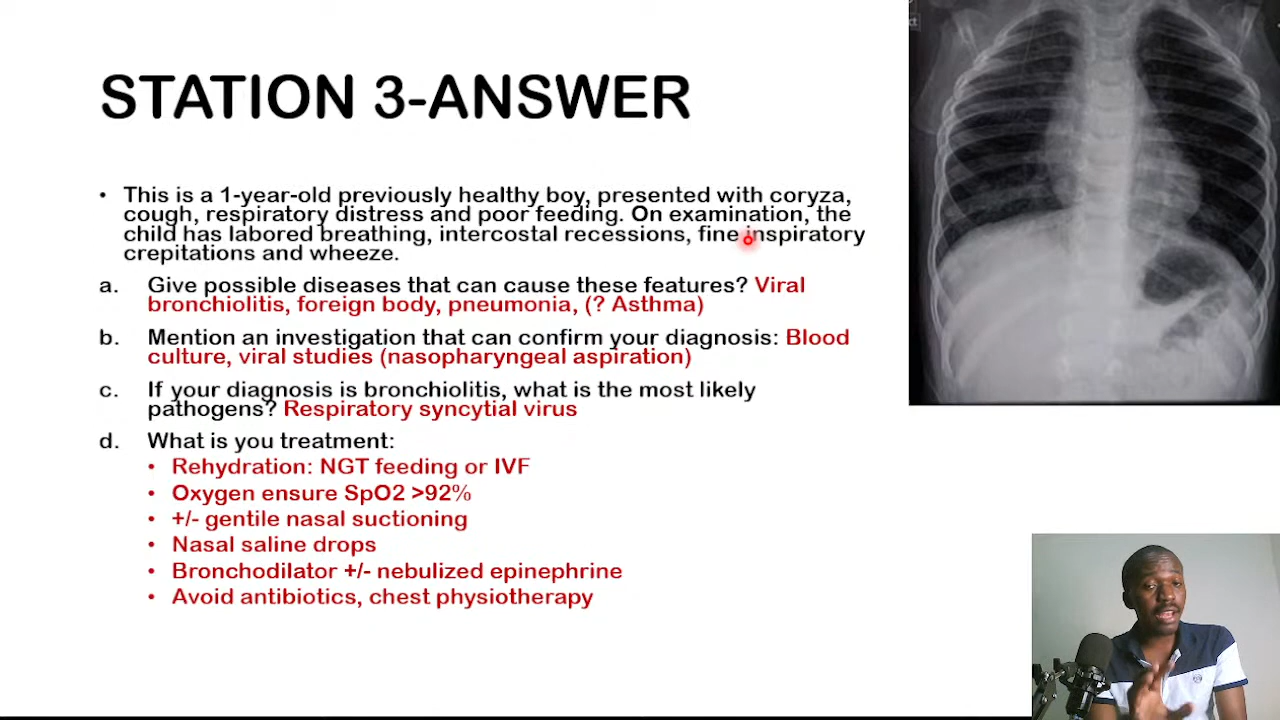 STATION 3-ANSWER
• This is a 1-year-old previously healthy boy, presented with coryza,
cough, respiratory distress and poor feeding. On examination, the
child has labored breathing, intercostal recessions, fine inspiratory
crepitations and wheeze.
a. Give possible diseases that can cause these features? Viral
bronchiolitis, foreign body, pneumonia, (? Asthma)
b. Mention an investigation that can confirm your diagnosis: Blood
culture, viral studies (nasopharyngeal aspiration)
c. If your diagnosis is bronchiolitis, what is the most likely
pathogens? Respiratory syncytial virus
d. What is you treatment:
• Rehydration: NGT feeding or IVF
• Oxygen ensure SpO2 >92%
• +/- gentile nasal suctioning
• Nasal saline drops
• Bronchodilator +/- nebulized epinephrine
• Avoid antibiotics, chest physiotherapy